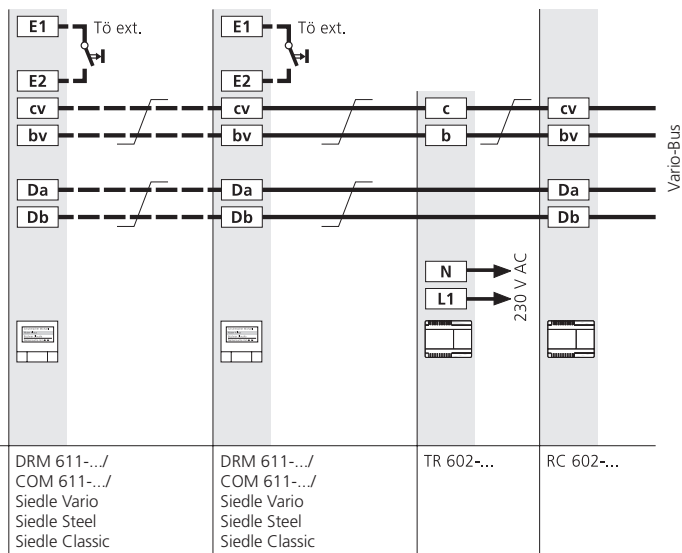 E1 Tö ext. E1 Tö ext.
E2 E2
cv cv c cv
bv bv b bv
Vario-Bus
Da Da Da
Db Db Db
N
L1
230 V AC
DRM 611-.../
COM 611-.../
Siedle Vario
Siedle Steel
Siedle Classic
DRM 611-.../
COM 611-.../
Siedle Vario
Siedle Steel
Siedle Classic
TR 602-...
RC 602-...